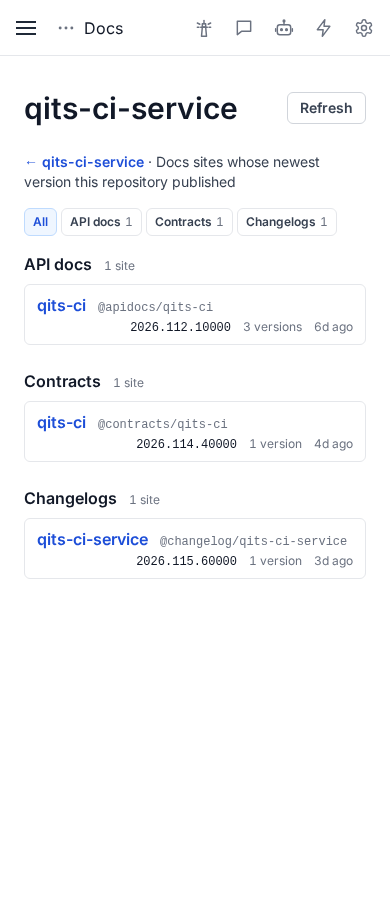 Docs
qits-ci-service
Refresh
← qits-ci-service · Docs sites whose newest
version this repository published
All
API docs 1
Contracts 1
Changelogs 1
API docs 1 site
qits-ci @apidocs/qits-ci
2026.112.10000 3 versions 6d ago
Contracts 1 site
qits-ci @contracts/qits-ci
2026.114.40000 1 version 4d ago
Changelogs 1 site
qits-ci-service @changelog/qits-ci-service
2026.115.60000 1 version 3d ago